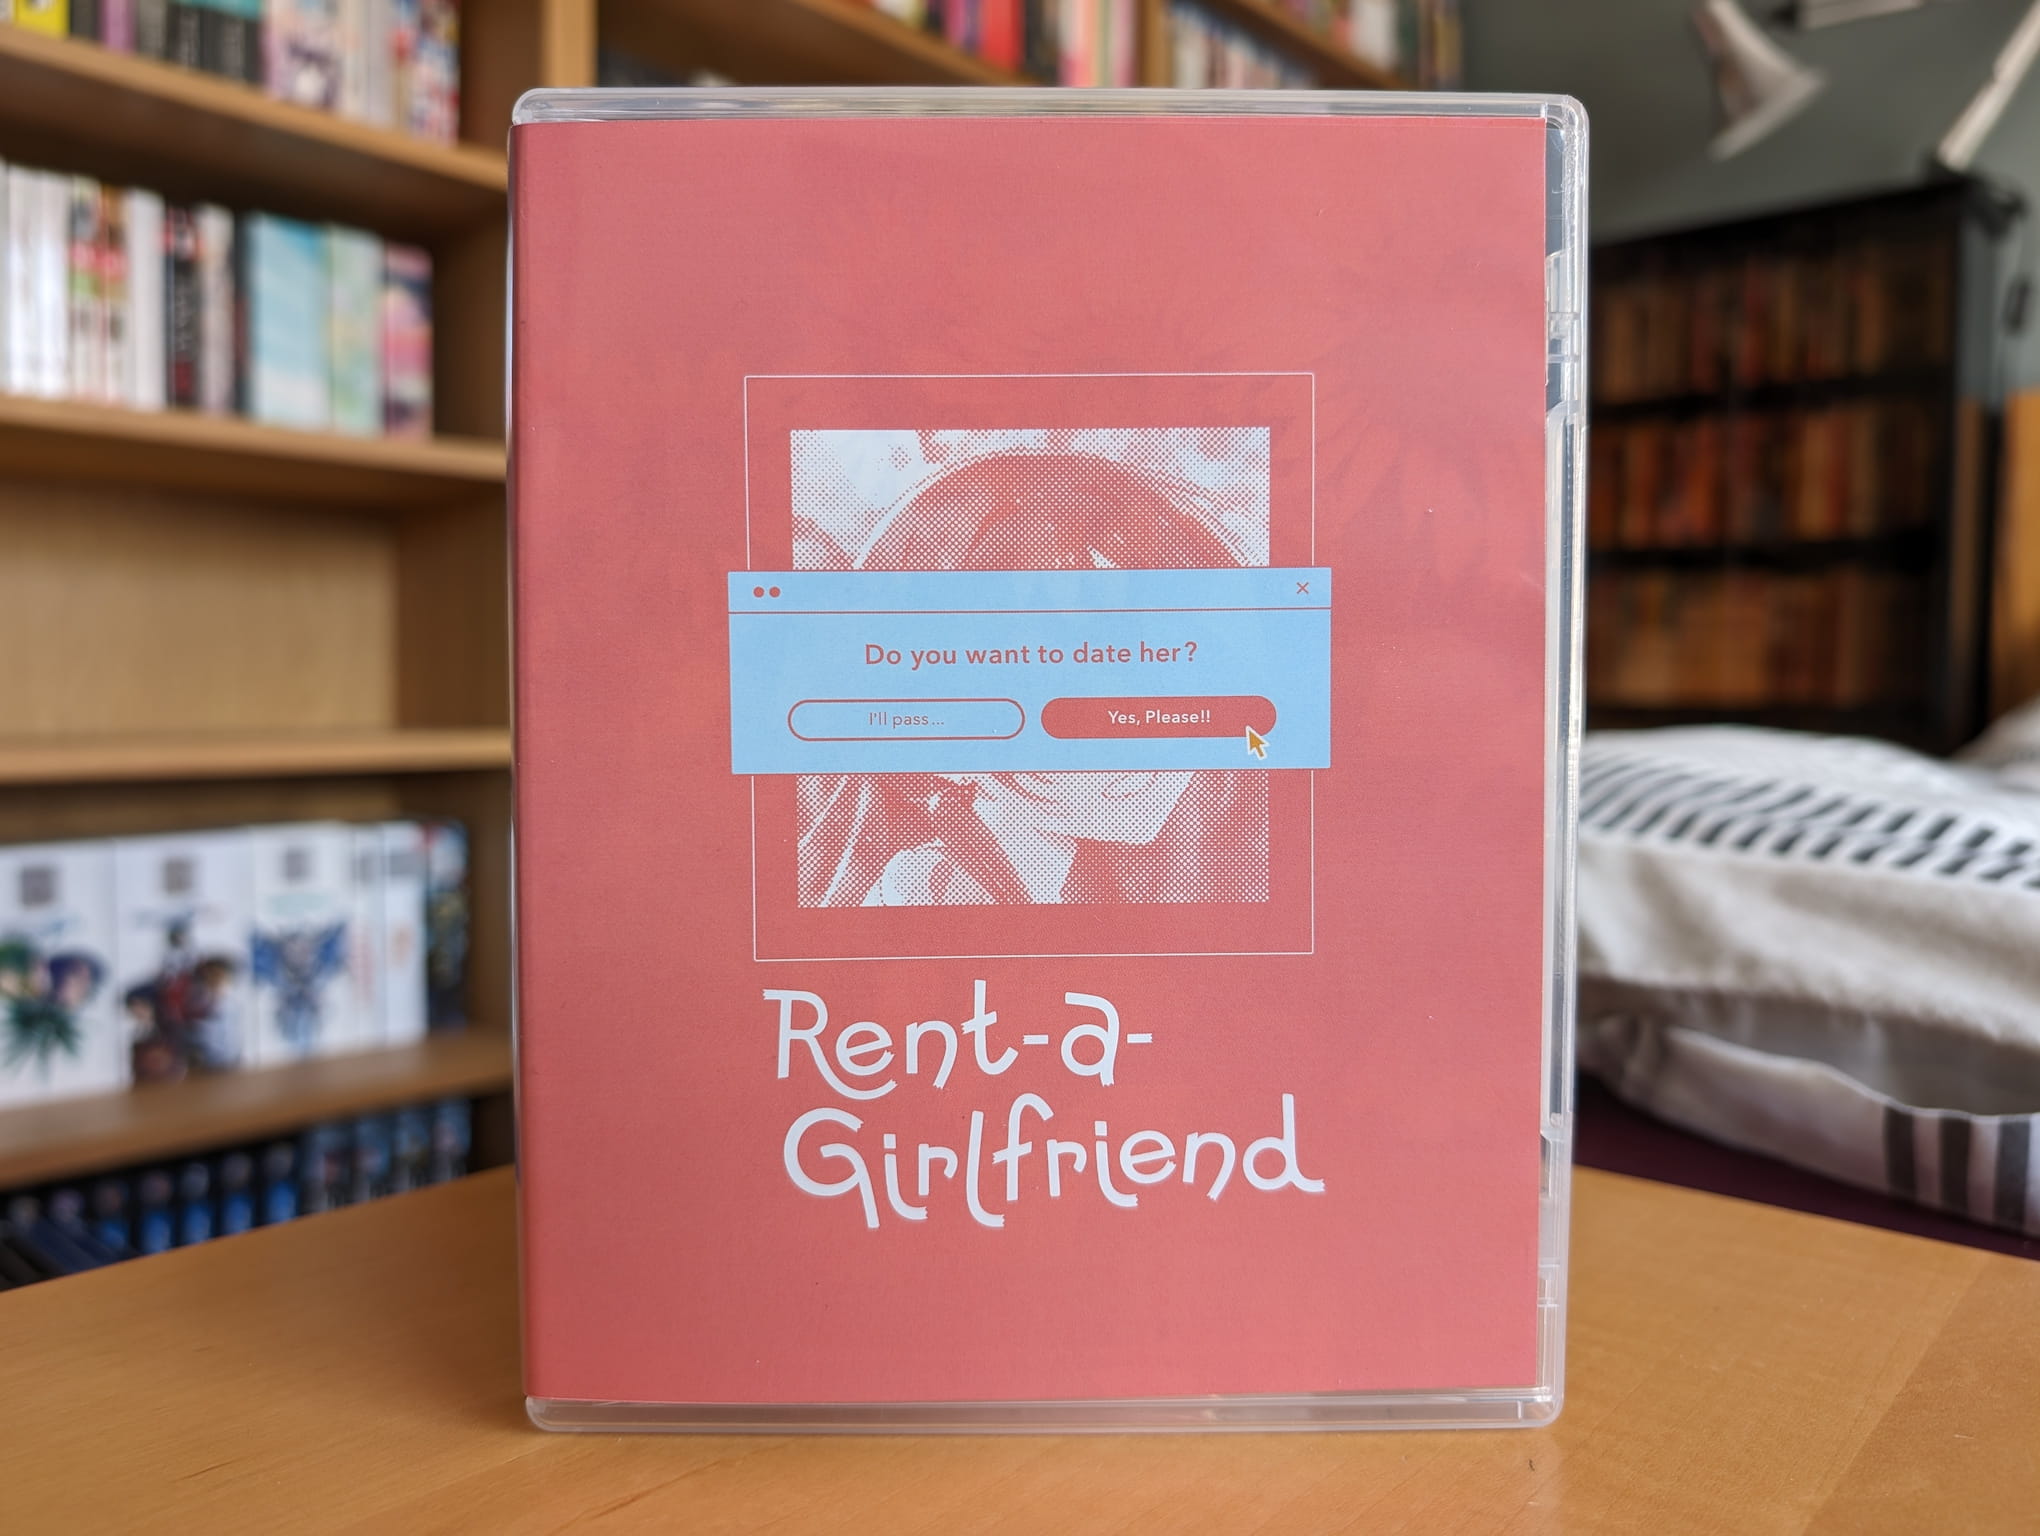 ×
Do you want to date her?
I'll pass...
Yes, Please!!
Rent-a-
Girlfriend